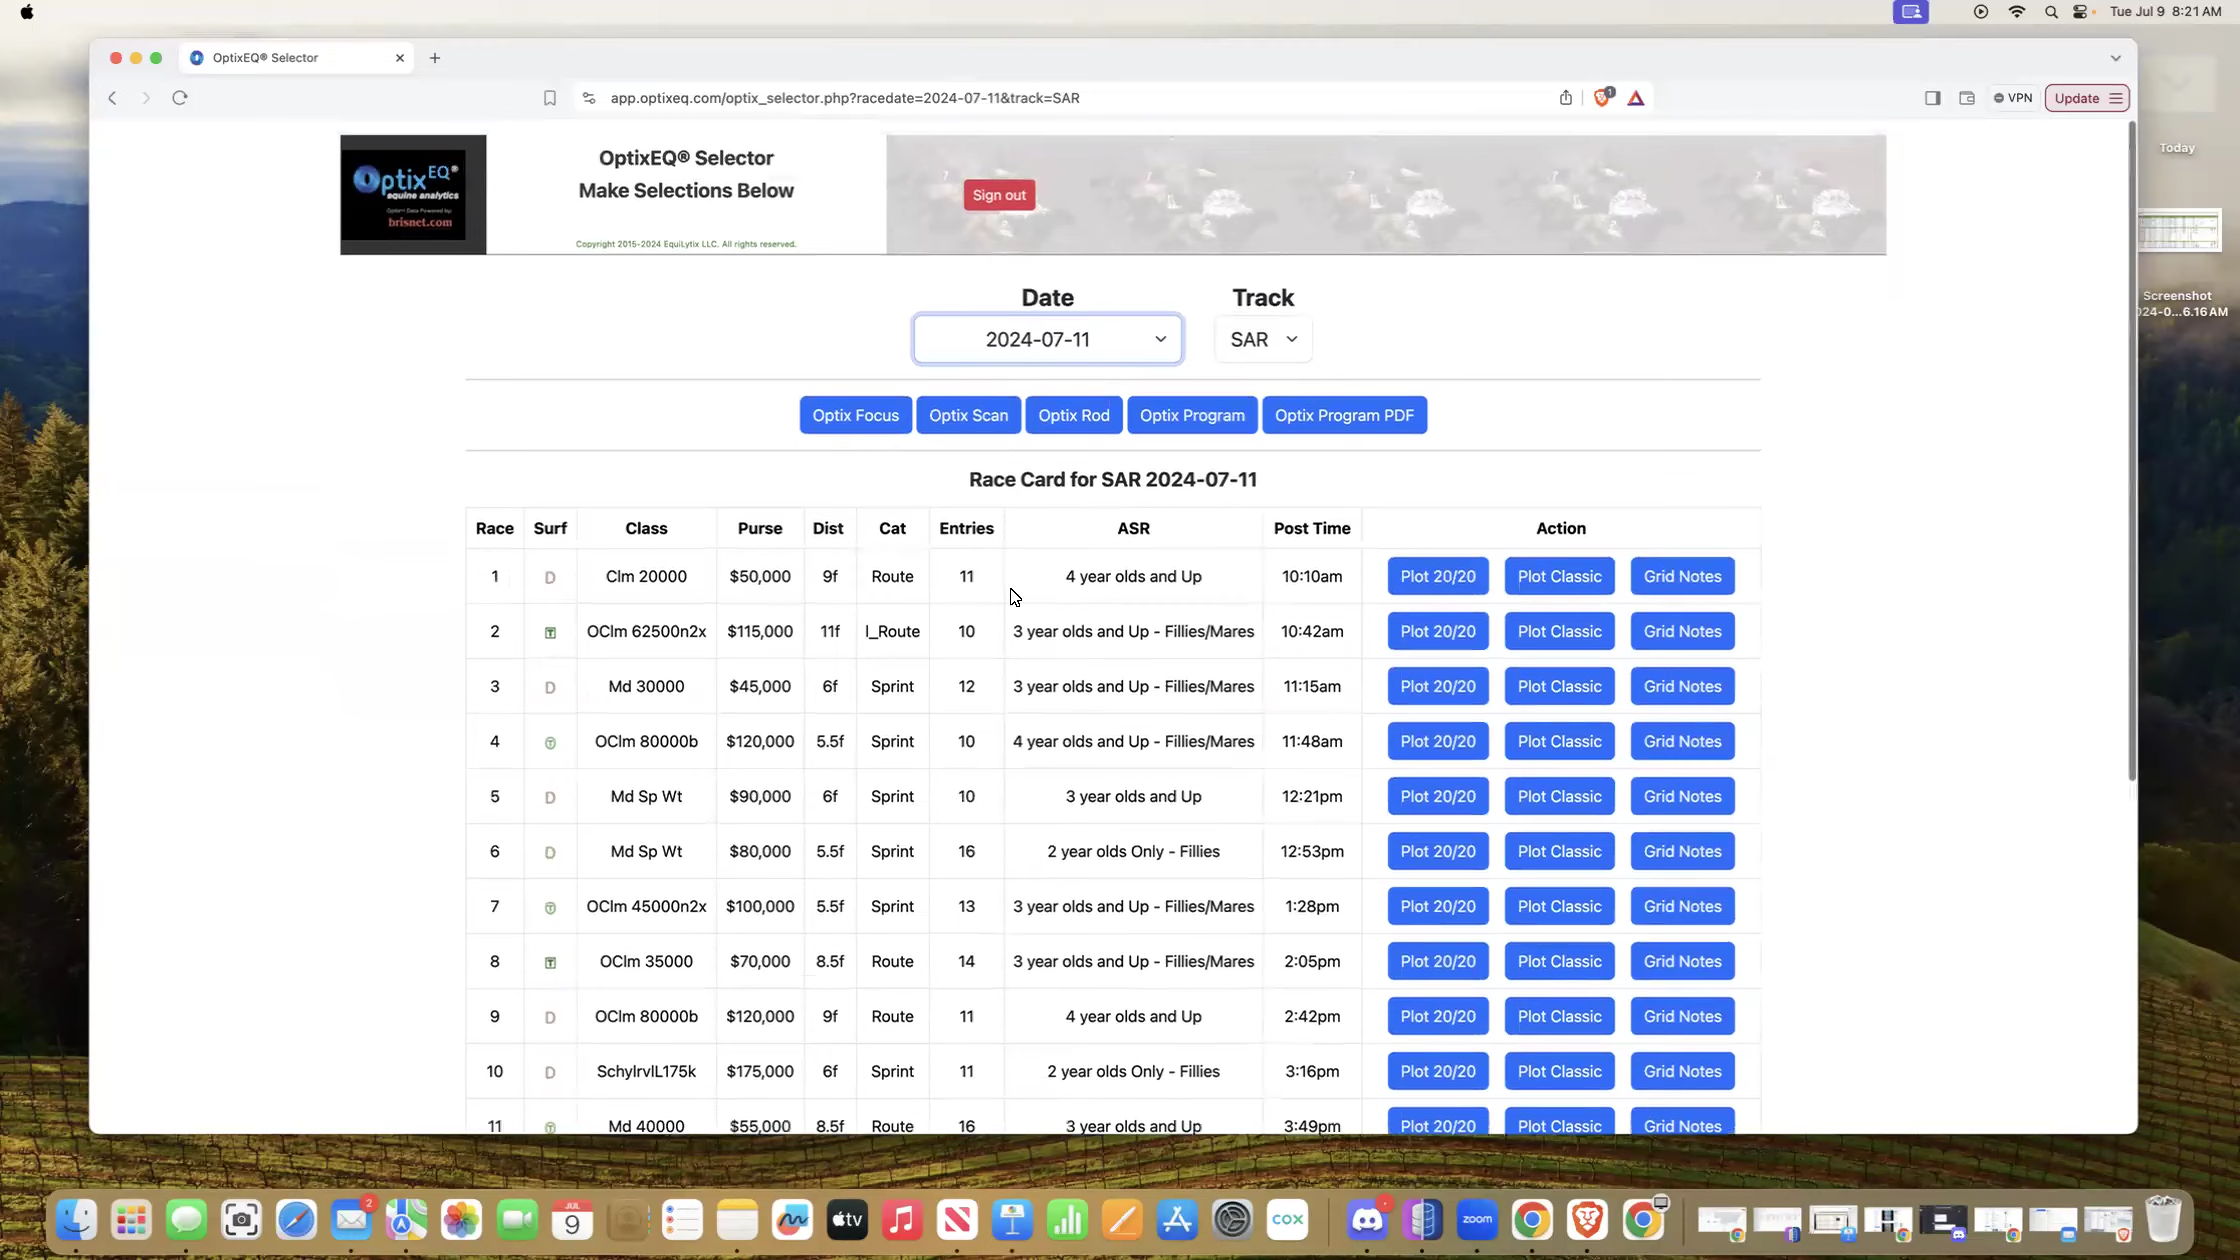 Tue Jul 9 8:21 AM
OptixEQ® Selector
app.optixeq.com/optix_selector.php?racedate=2024-07-11&track=SAR
VPN
Update
Today
Screenshot
024-0...6.16 AM
OptixEQ®
equine analytics
brisnet.com
OptixEQ® Selector
Make Selections Below
Copyright 2015-2024 EquiLytix LLC. All rights reserved.
Sign out
Date Track
2024-07-11 SAR
Optix Focus Optix Scan Optix Rod Optix Program Optix Program PDF
Race Card for SAR 2024-07-11
Race Surf Class Purse Dist Cat Entries ASR Post Time Action
1 D Clm 20000 $50,000 9f Route 11 4 year olds and Up 10:10am Plot 20/20 Plot Classic Grid Notes
2 T OClm 62500n2x $115,000 11f I_Route 10 3 year olds and Up - Fillies/Mares 10:42am Plot 20/20 Plot Classic Grid Notes
3 D Md 30000 $45,000 6f Sprint 12 3 year olds and Up - Fillies/Mares 11:15am Plot 20/20 Plot Classic Grid Notes
4 T OClm 80000b $120,000 5.5f Sprint 10 4 year olds and Up - Fillies/Mares 11:48am Plot 20/20 Plot Classic Grid Notes
5 D Md Sp Wt $90,000 6f Sprint 10 3 year olds and Up 12:21pm Plot 20/20 Plot Classic Grid Notes
6 D Md Sp Wt $80,000 5.5f Sprint 16 2 year olds Only - Fillies 12:53pm Plot 20/20 Plot Classic Grid Notes
7 T OClm 45000n2x $100,000 5.5f Sprint 13 3 year olds and Up - Fillies/Mares 1:28pm Plot 20/20 Plot Classic Grid Notes
8 T OClm 35000 $70,000 8.5f Route 14 3 year olds and Up - Fillies/Mares 2:05pm Plot 20/20 Plot Classic Grid Notes
9 D OClm 80000b $120,000 9f Route 11 4 year olds and Up 2:42pm Plot 20/20 Plot Classic Grid Notes
10 D SchylrvlL175k $175,000 6f Sprint 11 2 year olds Only - Fillies 3:16pm Plot 20/20 Plot Classic Grid Notes
11 T Md 40000 $55,000 8.5f Route 16 3 year olds and Up 3:49pm Plot 20/20 Plot Classic Grid Notes
2
JUL
9
tv
COX
zoom